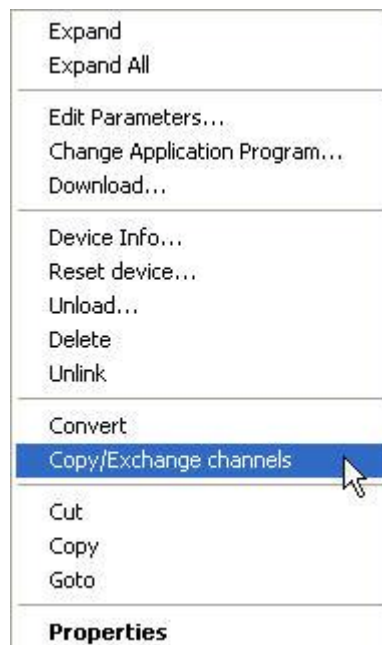 Expand
Expand All
Edit Parameters...
Change Application Program...
Download...
Device Info...
Reset device...
Unload...
Delete
Unlink
Convert
Copy/Exchange channels
Cut
Copy
Goto
Properties